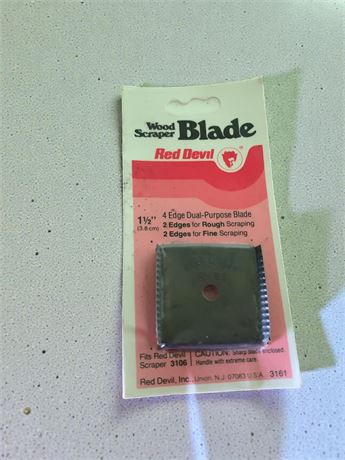 Wood
Scraper Blade
Red Devil ®
1½"
(3.8 cm)
4 Edge Dual-Purpose Blade
2 Edges for Rough Scraping
2 Edges for Fine Scraping
Fits Red Devil
Scraper 3106
CAUTION: Sharp blade enclosed.
Handle with extreme care.
Red Devil, Inc., Union, N.J. 07083 U.S.A. 3161